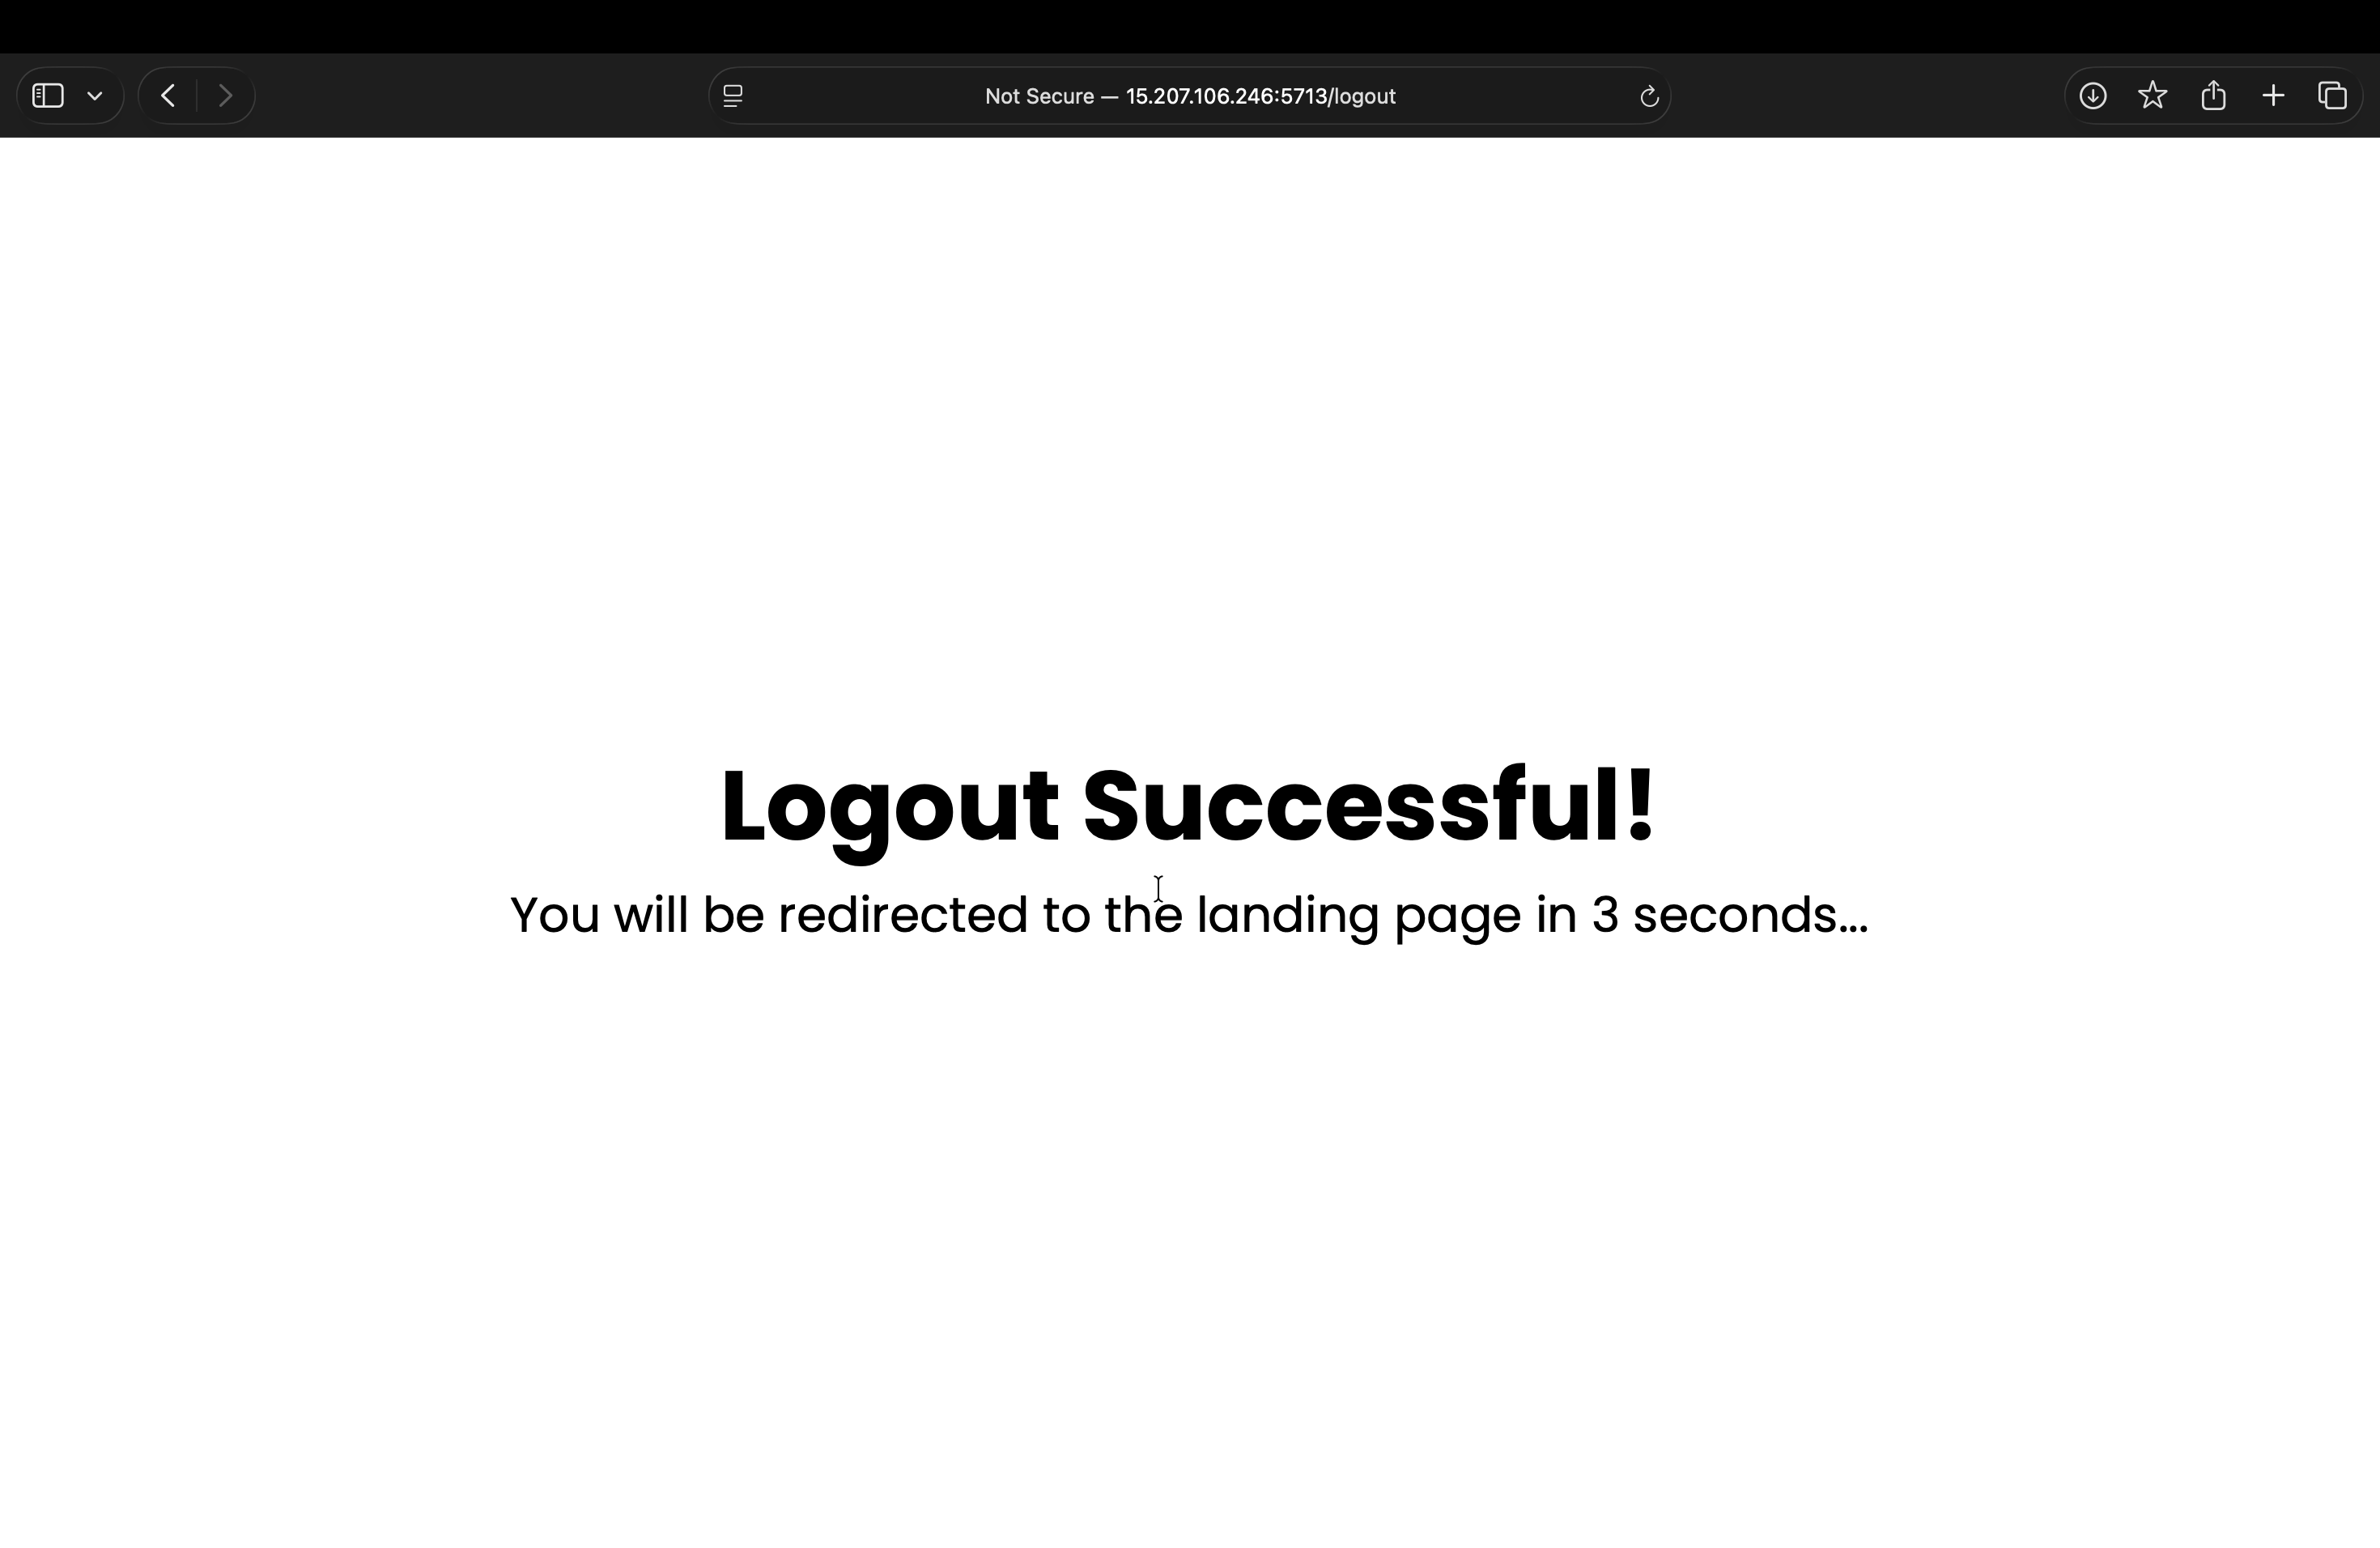 Not Secure — 15.207.106.246:5713/logout
Logout Successful!
You will be redirected to the landing page in 3 seconds...